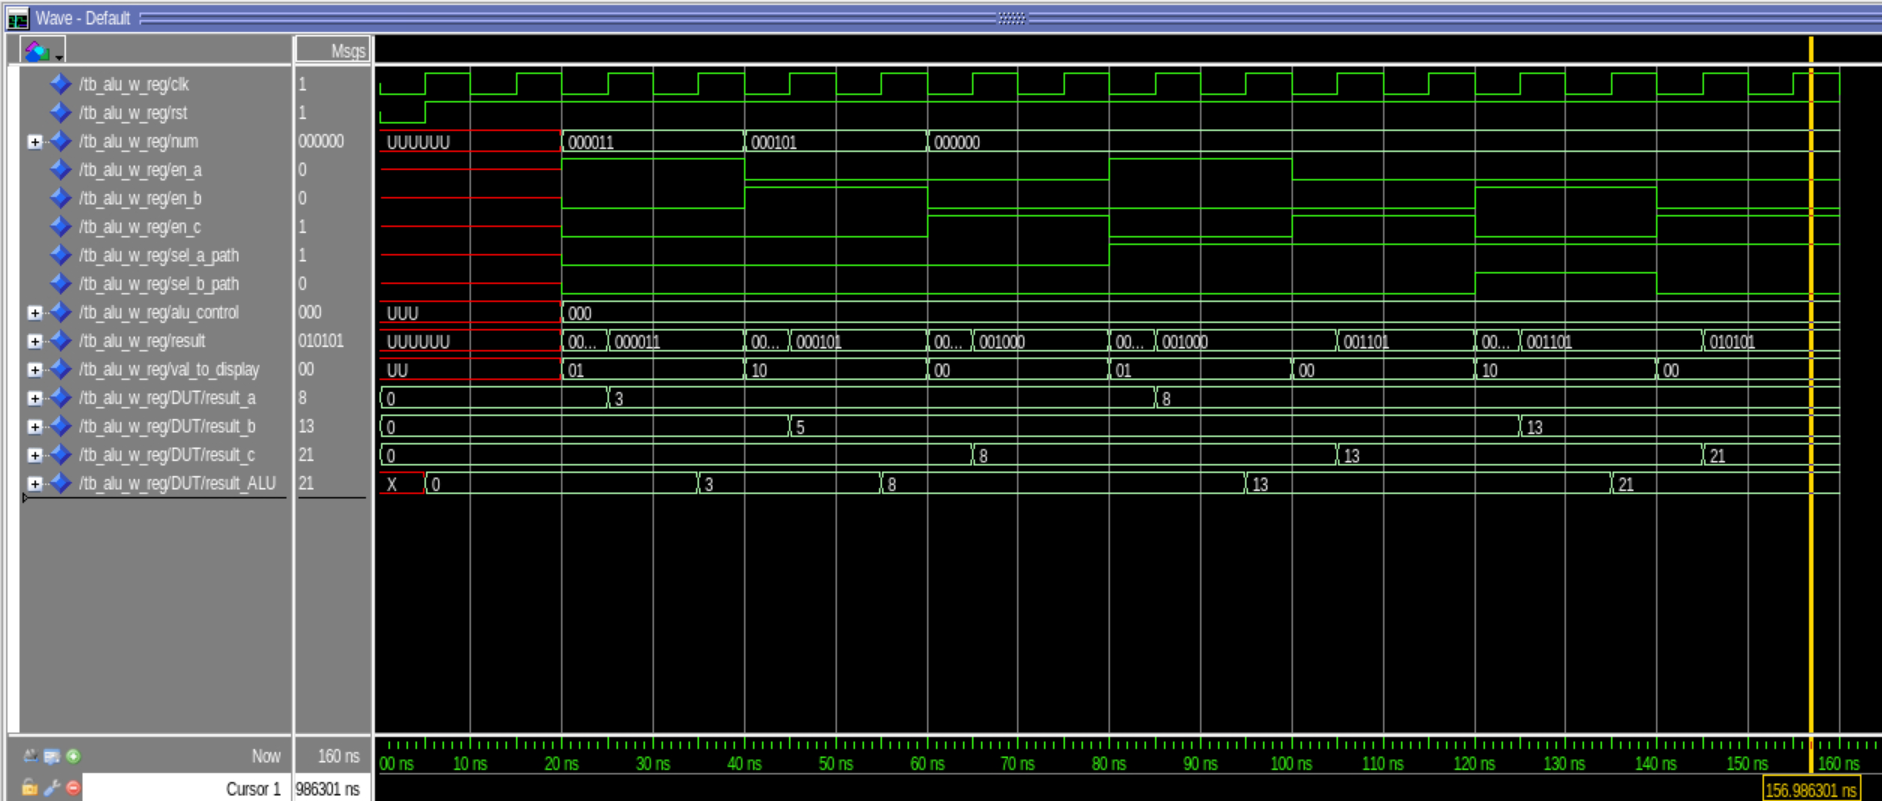 Wave - Default
Msgs
/tb_alu_w_reg/clk 1
/tb_alu_w_reg/rst 1
/tb_alu_w_reg/num 000000 UUUUUU 000011 000101 000000
/tb_alu_w_reg/en_a 0
/tb_alu_w_reg/en_b 0
/tb_alu_w_reg/en_c 1
/tb_alu_w_reg/sel_a_path 1
/tb_alu_w_reg/sel_b_path 0
/tb_alu_w_reg/alu_control 000 UUU 000
/tb_alu_w_reg/result 010101 UUUUUU 00... 000011 00... 000101 00... 001000 00... 001000 001101 00... 001101 010101
/tb_alu_w_reg/val_to_display 00 UU 01 10 00 01 00 10 00
/tb_alu_w_reg/DUT/result_a 8 0 3 8
/tb_alu_w_reg/DUT/result_b 13 0 5 13
/tb_alu_w_reg/DUT/result_c 21 0 8 13 21
/tb_alu_w_reg/DUT/result_ALU 21 X 0 3 8 13 21
Now 160 ns 00 ns 10 ns 20 ns 30 ns 40 ns 50 ns 60 ns 70 ns 80 ns 90 ns 100 ns 110 ns 120 ns 130 ns 140 ns 150 ns 160 ns
Cursor 1 986301 ns 156.986301 ns